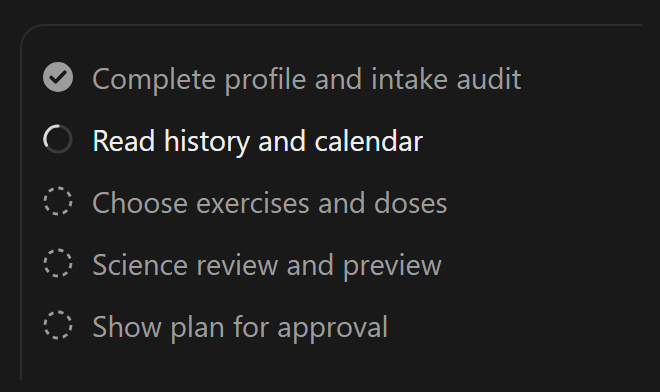 Complete profile and intake audit
Read history and calendar
Choose exercises and doses
Science review and preview
Show plan for approval